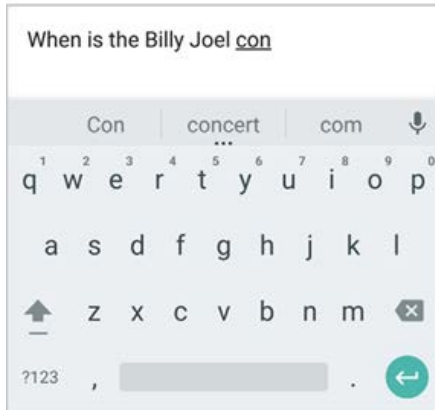 When is the Billy Joel con
Con concert com
1 2 3 4 5 6 7 8 9 0
q w e r t y u i o p
a s d f g h j k l
z x c v b n m
?123 , .